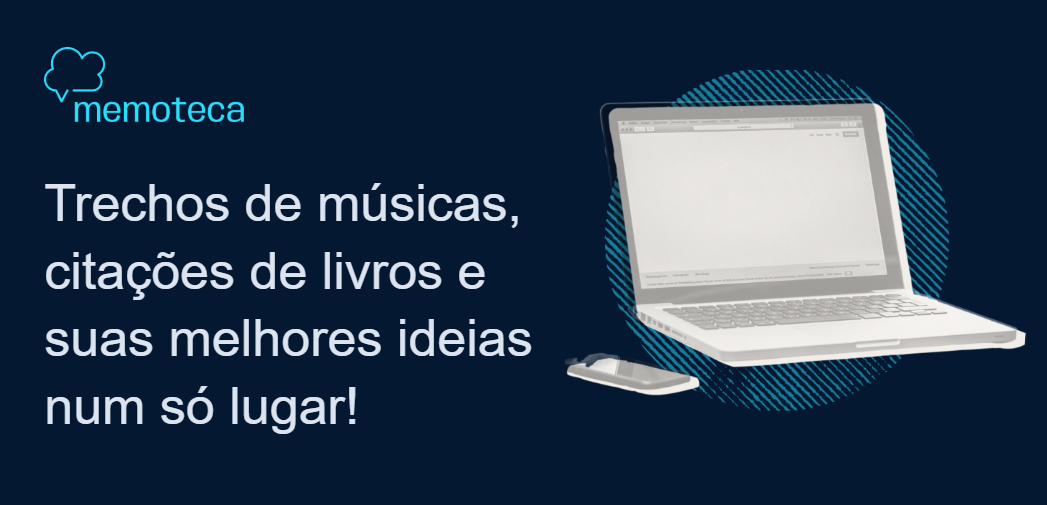 memoteca
Trechos de músicas,
citações de livros e
suas melhores ideias
num só lugar!